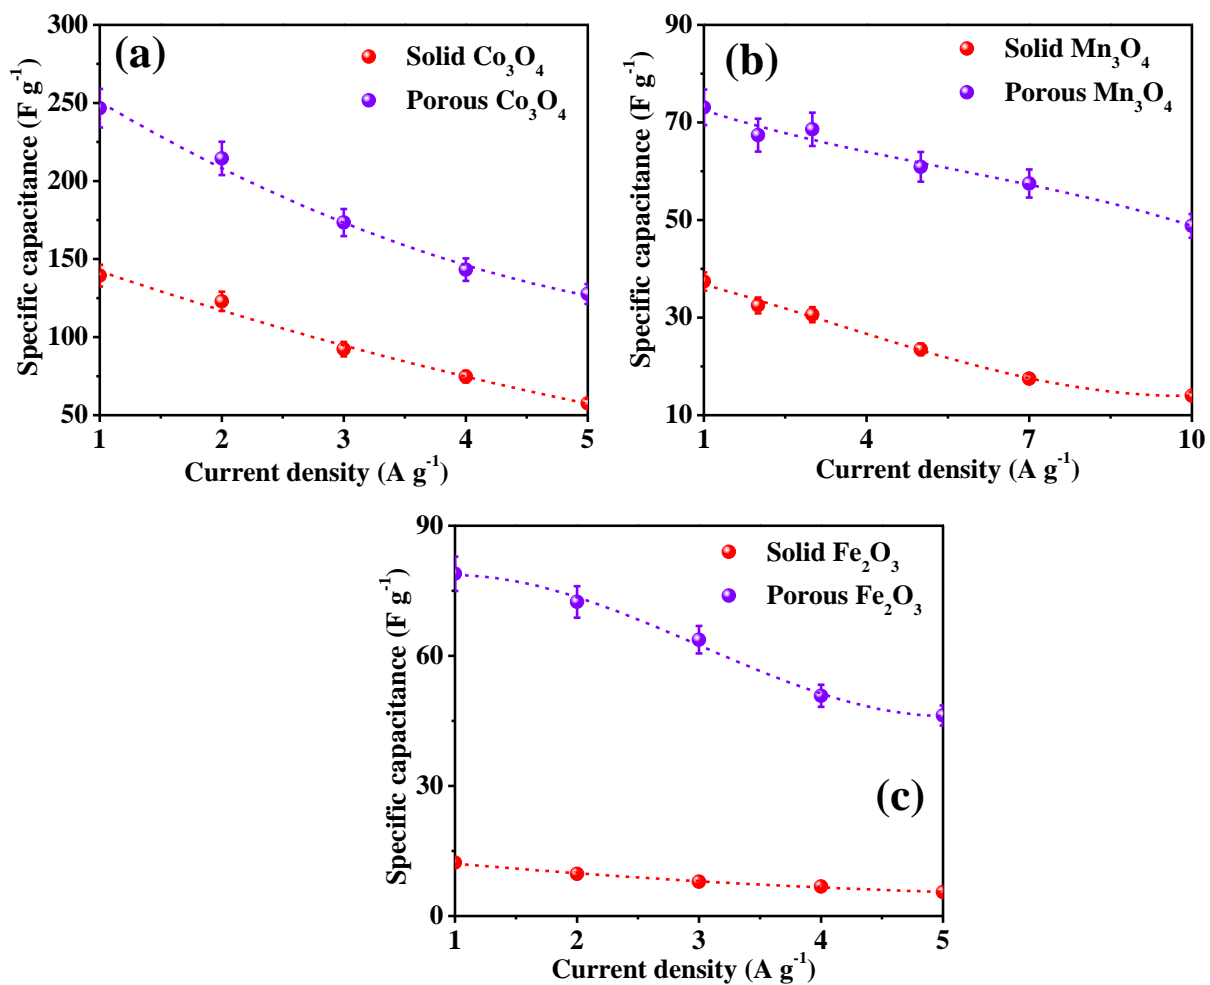 (a)
Solid Co₃O₄
Porous Co₃O₄
Specific capacitance (F g⁻¹)
300
250
200
150
100
50
1 2 3 4 5
Current density (A g⁻¹)
(b)
Solid Mn₃O₄
Porous Mn₃O₄
Specific capacitance (F g⁻¹)
90
70
50
30
10
1 4 7 10
Current density (A g⁻¹)
Solid Fe₂O₃
Porous Fe₂O₃
(c)
Specific capacitance (F g⁻¹)
90
60
30
0
1 2 3 4 5
Current density (A g⁻¹)